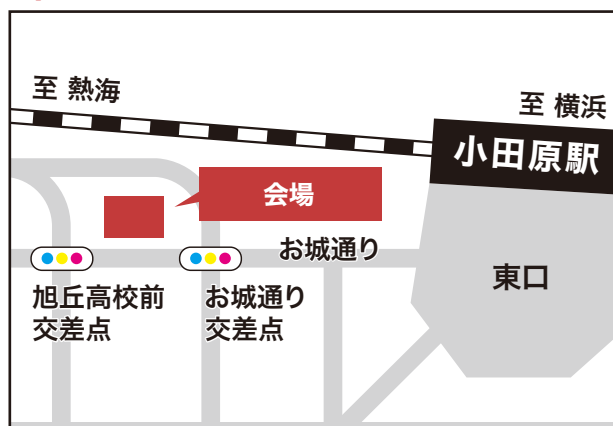 至 熱海
至 横浜
小田原駅
会場
お城通り
東口
旭丘高校前
交差点
お城通り
交差点